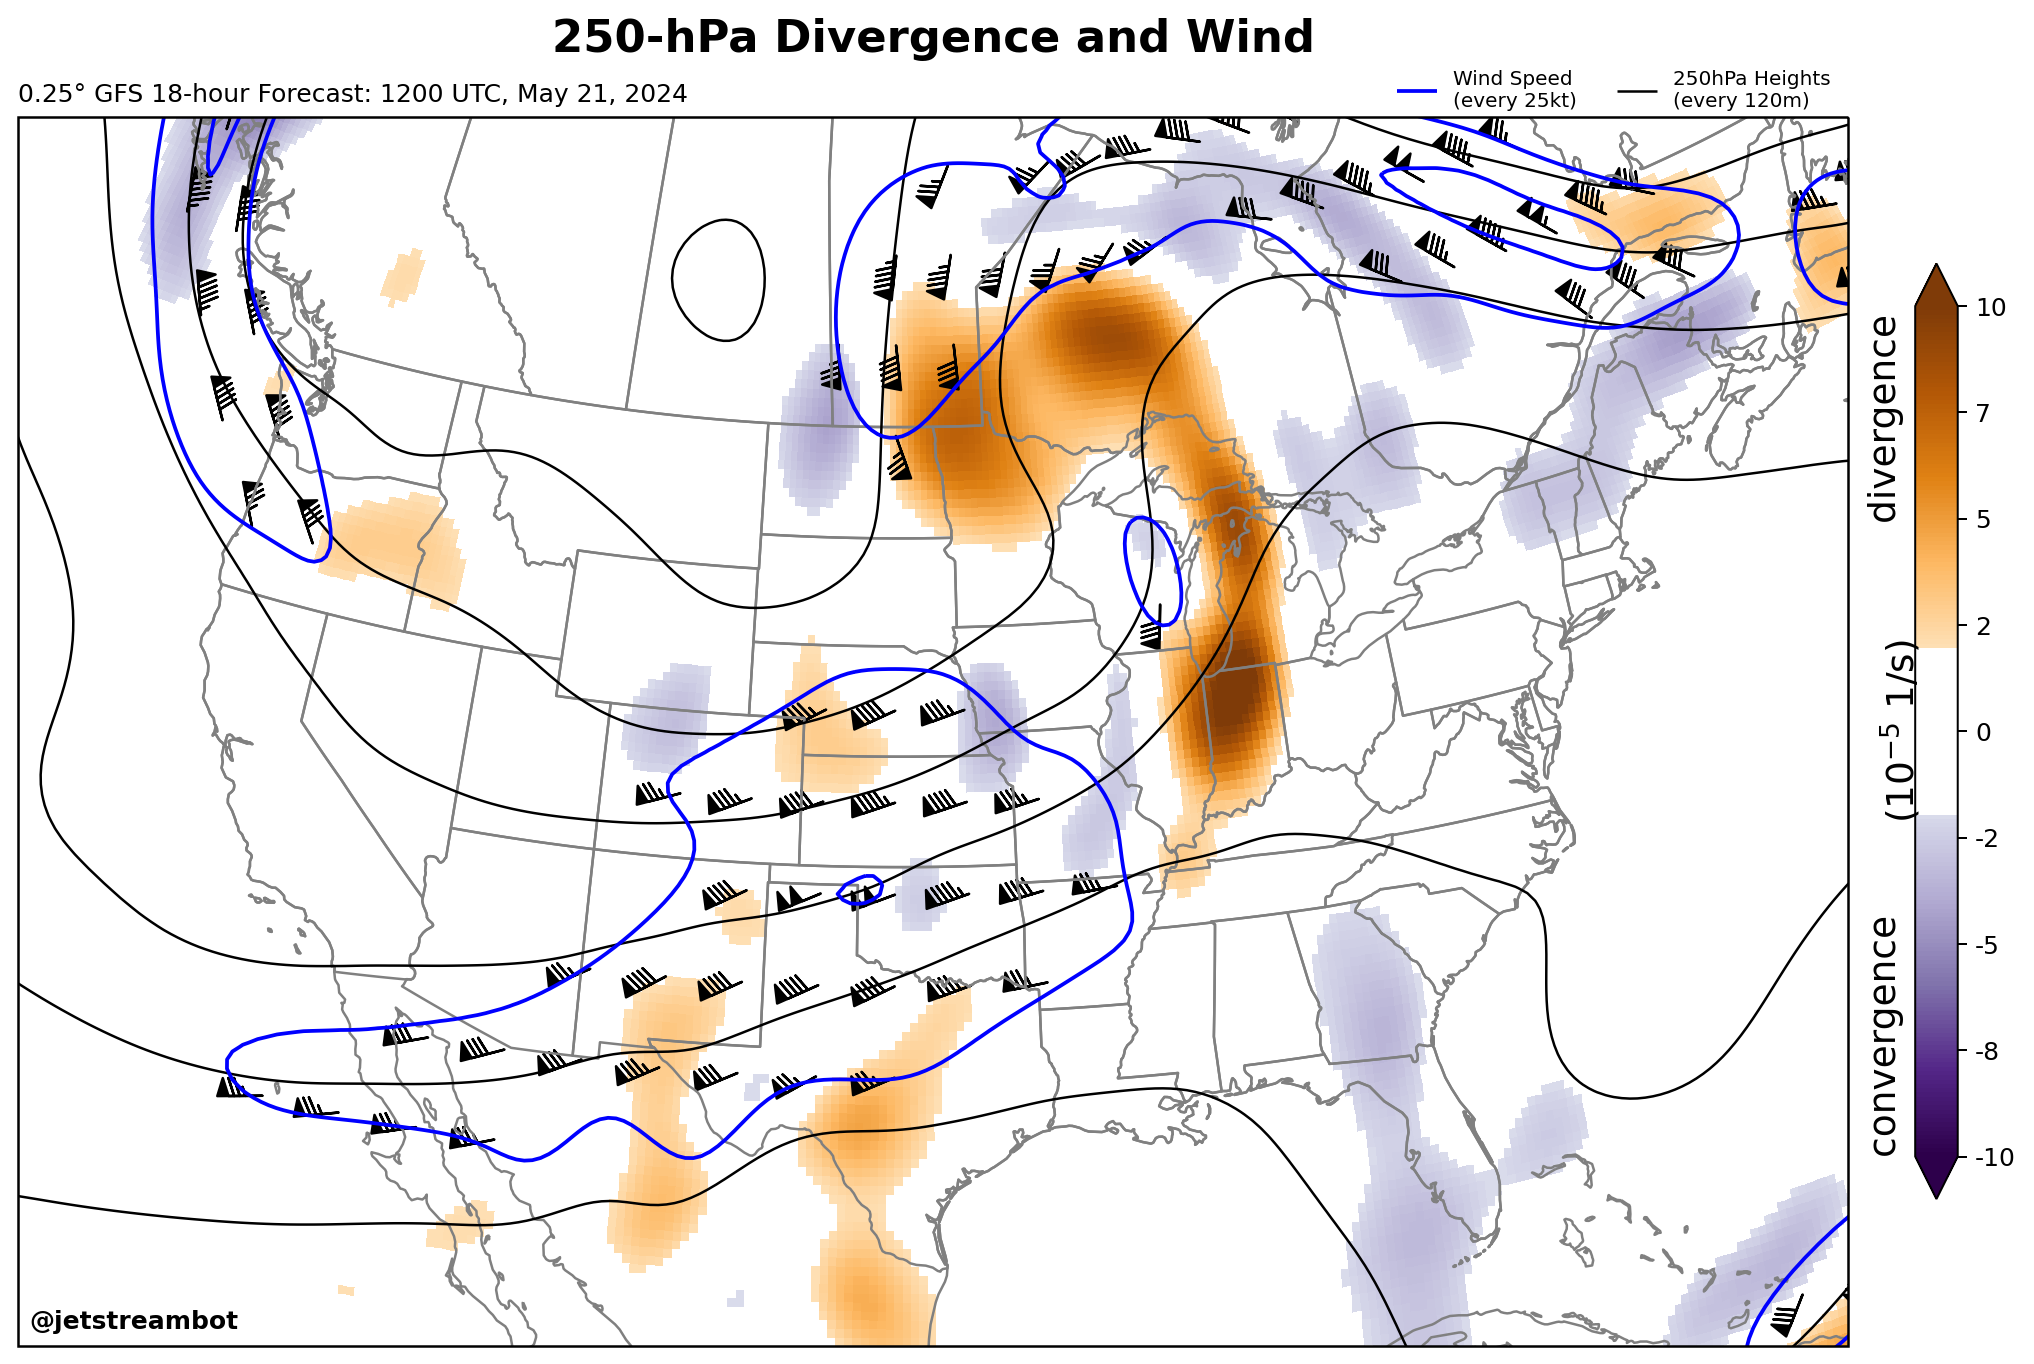 250-hPa Divergence and Wind
0.25° GFS 18-hour Forecast: 1200 UTC, May 21, 2024
Wind Speed
(every 25kt)
250hPa Heights
(every 120m)
10
7
5
2
0
-2
-5
-8
-10
convergence (10⁻⁵ 1/s) divergence
@jetstreambot